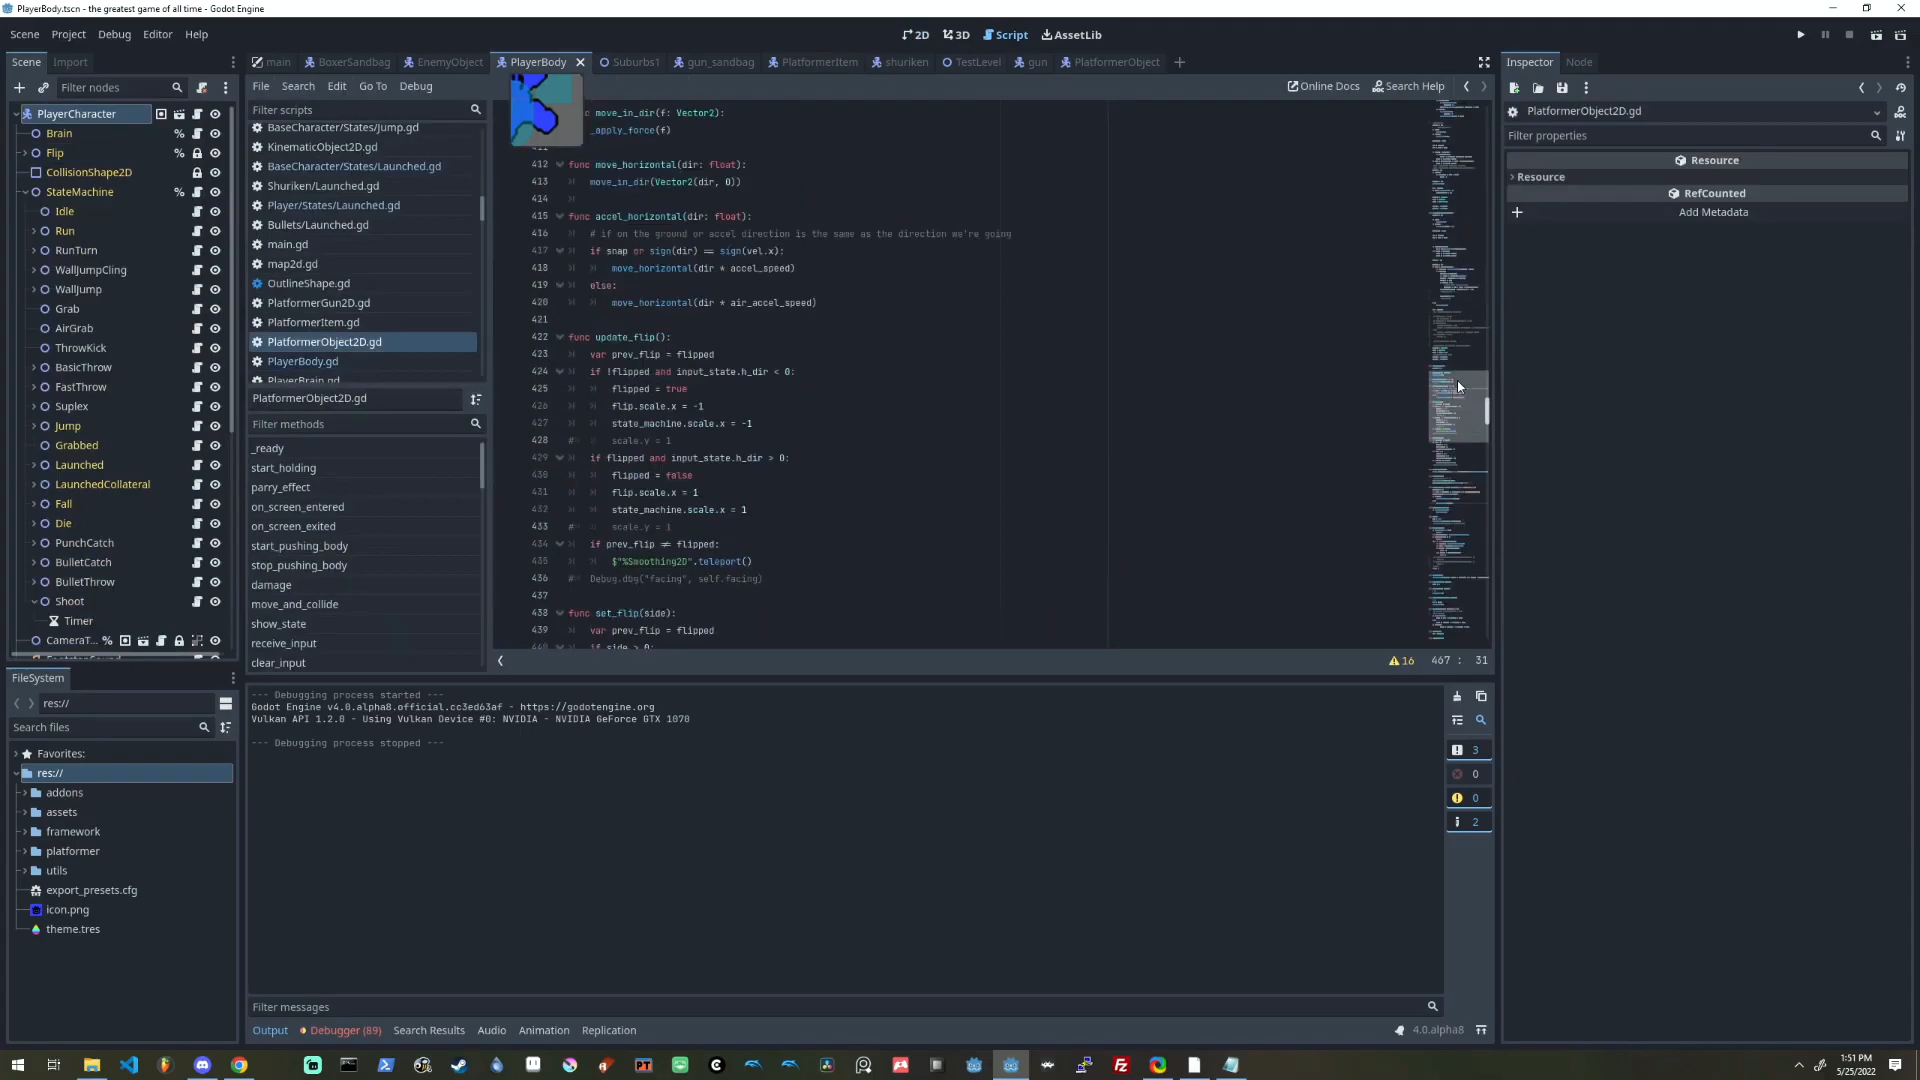 PlayerBody.tscn - the greatest game of all time - Godot Engine
Scene Project Debug Editor Help
2D 3D Script AssetLib
Scene Import
Filter nodes
PlayerCharacter
Brain
Flip
CollisionShape2D
StateMachine
Idle
Run
RunTurn
WallJumpCling
WallJump
Grab
AirGrab
ThrowKick
BasicThrow
FastThrow
Suplex
Jump
Grabbed
Launched
LaunchedCollateral
Fall
Die
PunchCatch
BulletCatch
BulletThrow
Shoot
Timer
CameraT...
FileSystem
res://
Search files
Favorites:
res://
addons
assets
framework
platformer
utils
export_presets.cfg
icon.png
theme.tres
main BoxerSandbag EnemyObject PlayerBody Suburbs1 gun_sandbag PlatformerItem shuriken TestLevel gun PlatformerObject
File Search Edit Go To Debug
Online Docs Search Help
Filter scripts
BaseCharacter/States/Jump.gd
KinematicObject2D.gd
BaseCharacter/States/Launched.gd
Shuriken/Launched.gd
Player/States/Launched.gd
Bullets/Launched.gd
main.gd
map2d.gd
OutlineShape.gd
PlatformerGun2D.gd
PlatformerItem.gd
PlatformerObject2D.gd
PlayerBody.gd
PlayerBrain.gd
PlatformerObject2D.gd
Filter methods
_ready
start_holding
parry_effect
on_screen_entered
on_screen_exited
start_pushing_body
stop_pushing_body
damage
move_and_collide
show_state
receive_input
clear_input
move_in_dir(f: Vector2):
_apply_force(f)
412 func move_horizontal(dir: float):
413 move_in_dir(Vector2(dir, 0))
414
415 func accel_horizontal(dir: float):
416 # if on the ground or accel direction is the same as the direction we're going
417 if snap or sign(dir) == sign(vel.x):
418 move_horizontal(dir * accel_speed)
419 else:
420 move_horizontal(dir * air_accel_speed)
421
422 func update_flip():
423 var prev_flip = flipped
424 if !flipped and input_state.h_dir < 0:
425 flipped = true
426 flip.scale.x = -1
427 state_machine.scale.x = -1
428 # scale.y = 1
429 if flipped and input_state.h_dir > 0:
430 flipped = false
431 flip.scale.x = 1
432 state_machine.scale.x = 1
433 # scale.y = 1
434 if prev_flip != flipped:
435 $"%Smoothing2D".teleport()
436 # Debug.dbg("facing", self.facing)
437
438 func set_flip(side):
439 var prev_flip = flipped
440 if side > 0:
16 467 : 31
--- Debugging process started ---
Godot Engine v4.0.alpha8.official.cc3ed63af - https://godotengine.org
Vulkan API 1.2.0 - Using Vulkan Device #0: NVIDIA - NVIDIA GeForce GTX 1070
--- Debugging process stopped ---
3
0
0
2
Filter messages
Output Debugger (89) Search Results Audio Animation Replication
4.0.alpha8
Inspector Node
PlatformerObject2D.gd
Filter properties
Resource
Resource
RefCounted
Add Metadata
1:51 PM
5/25/2022